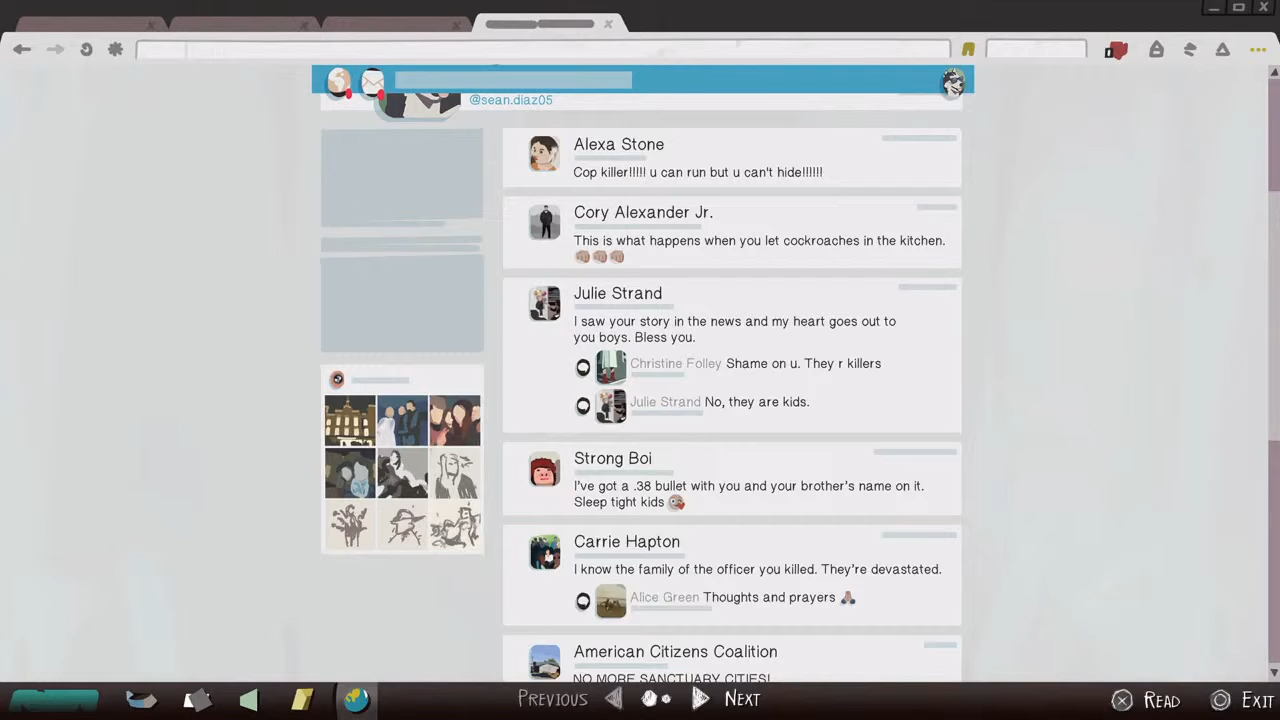 @sean.diaz05
Alexa Stone
Cop killer!!!!! u can run but u can't hide!!!!!!
Cory Alexander Jr.
This is what happens when you let cockroaches in the kitchen.
Julie Strand
I saw your story in the news and my heart goes out to
you boys. Bless you.
Christine Folley Shame on u. They r killers
Julie Strand No, they are kids.
Strong Boi
I've got a .38 bullet with you and your brother's name on it.
Sleep tight kids
Carrie Hapton
I know the family of the officer you killed. They're devastated.
Alice Green Thoughts and prayers
American Citizens Coalition
NO MORE SANCTUARY CITIES!
PREVIOUS NEXT READ EXIT